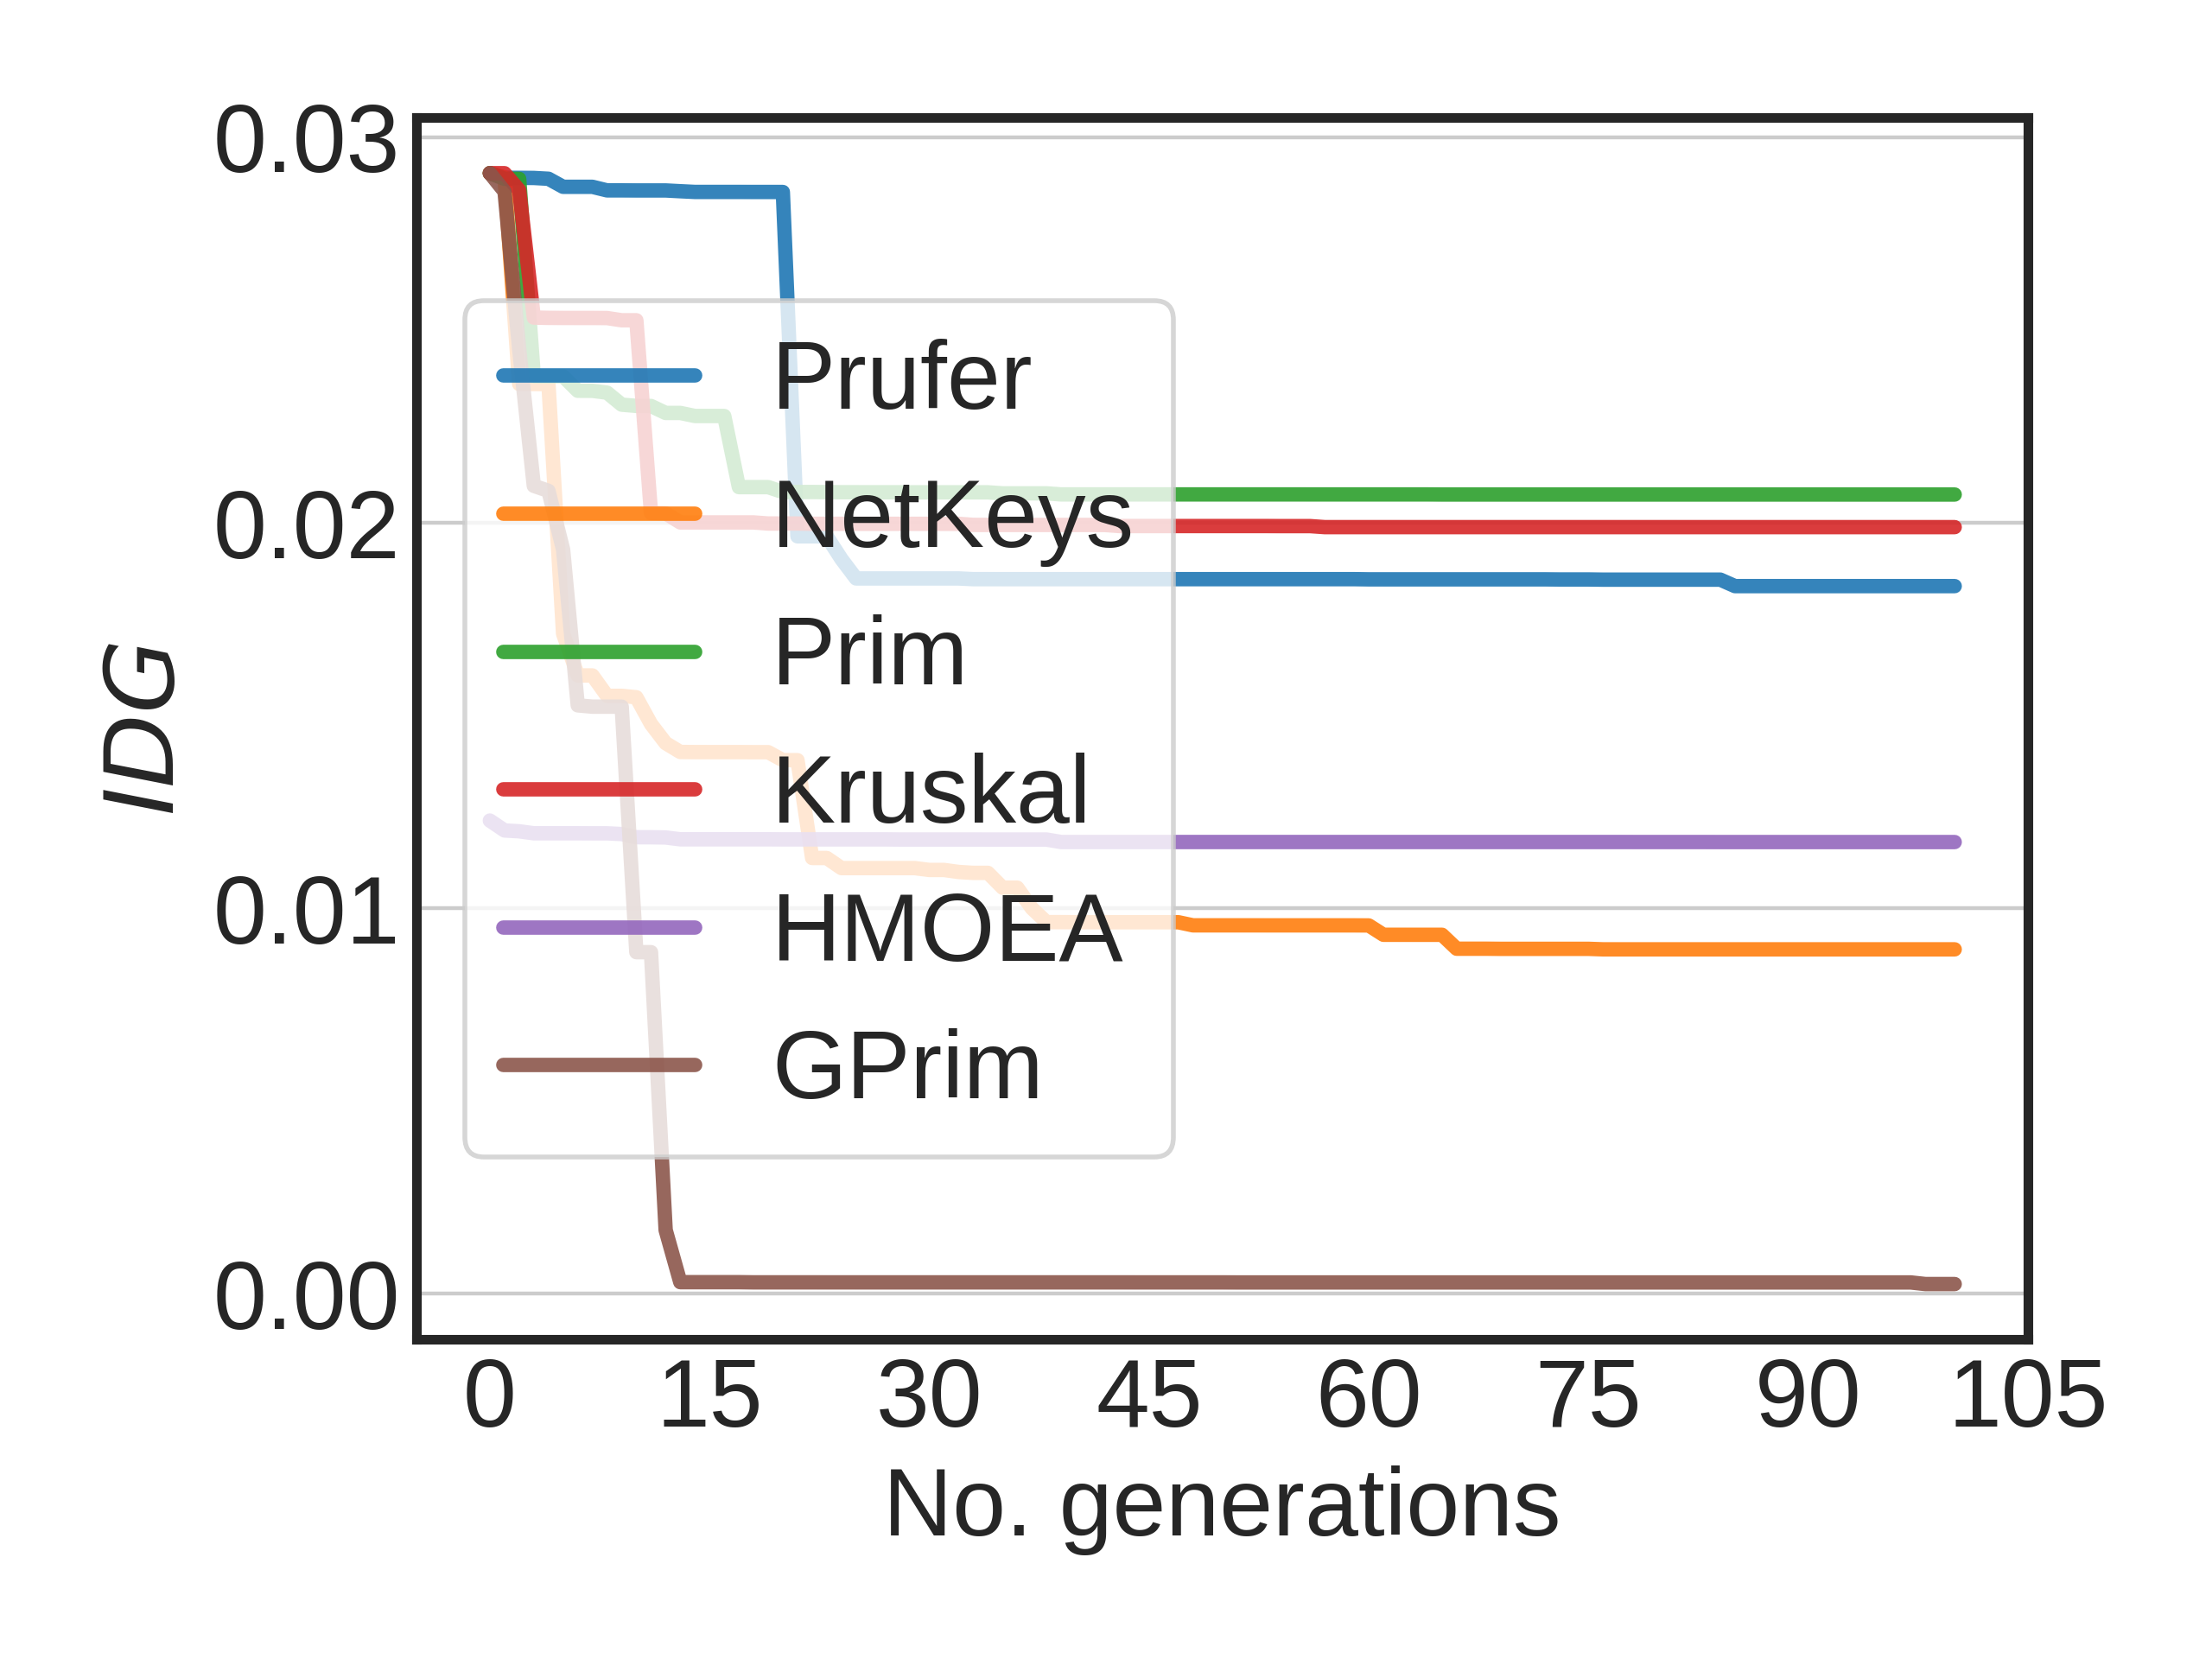 0.03
0.02
0.01
0.00
IDG
Prufer
NetKeys
Prim
Kruskal
HMOEA
GPrim
0 15 30 45 60 75 90 105
No. generations